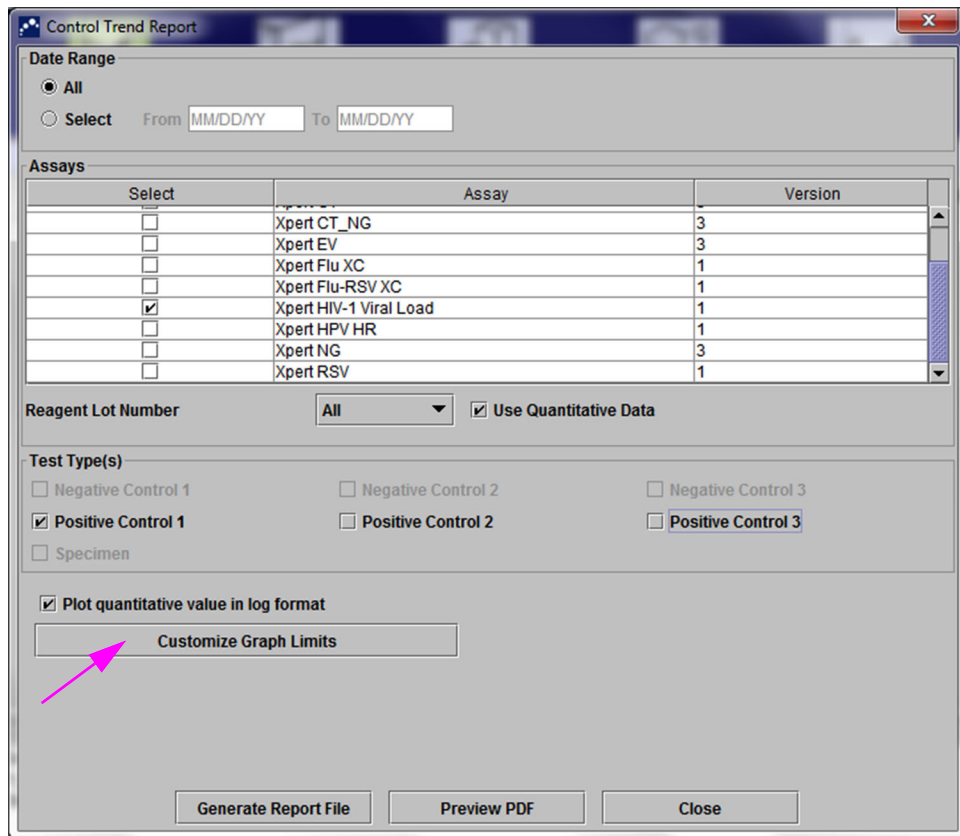 Control Trend Report
Date Range
All
Select From MM/DD/YY To MM/DD/YY
Assays
Select Assay Version
Xpert CT_NG 3
Xpert EV 3
Xpert Flu XC 1
Xpert Flu-RSV XC 1
Xpert HIV-1 Viral Load 1
Xpert HPV HR 1
Xpert NG 3
Xpert RSV 1
Reagent Lot Number All Use Quantitative Data
Test Type(s)
Negative Control 1 Negative Control 2 Negative Control 3
Positive Control 1 Positive Control 2 Positive Control 3
Specimen
Plot quantitative value in log format
Customize Graph Limits
Generate Report File Preview PDF Close